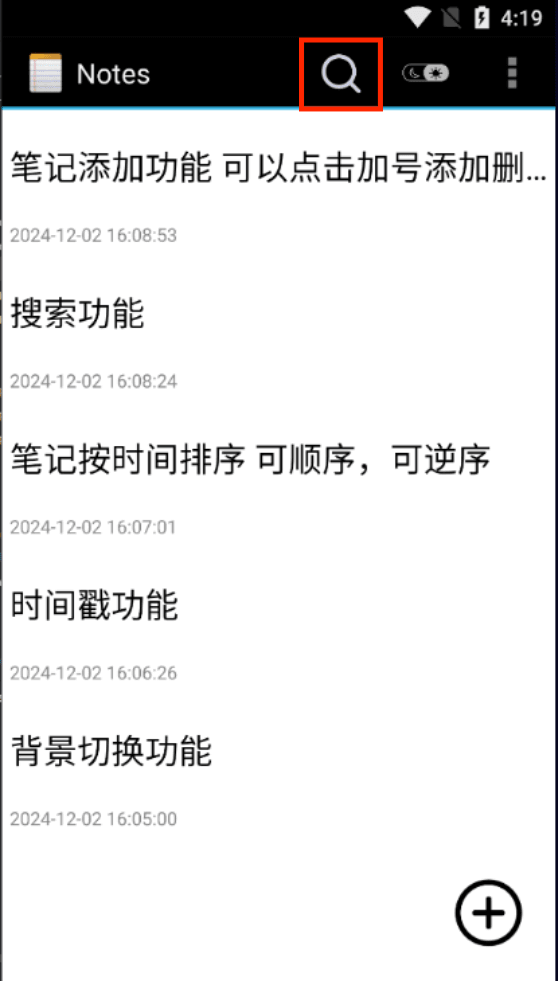 4:19
Notes
笔记添加功能 可以点击加号添加删...
2024-12-02 16:08:53
搜索功能
2024-12-02 16:08:24
笔记按时间排序 可顺序，可逆序
2024-12-02 16:07:01
时间戳功能
2024-12-02 16:06:26
背景切换功能
2024-12-02 16:05:00